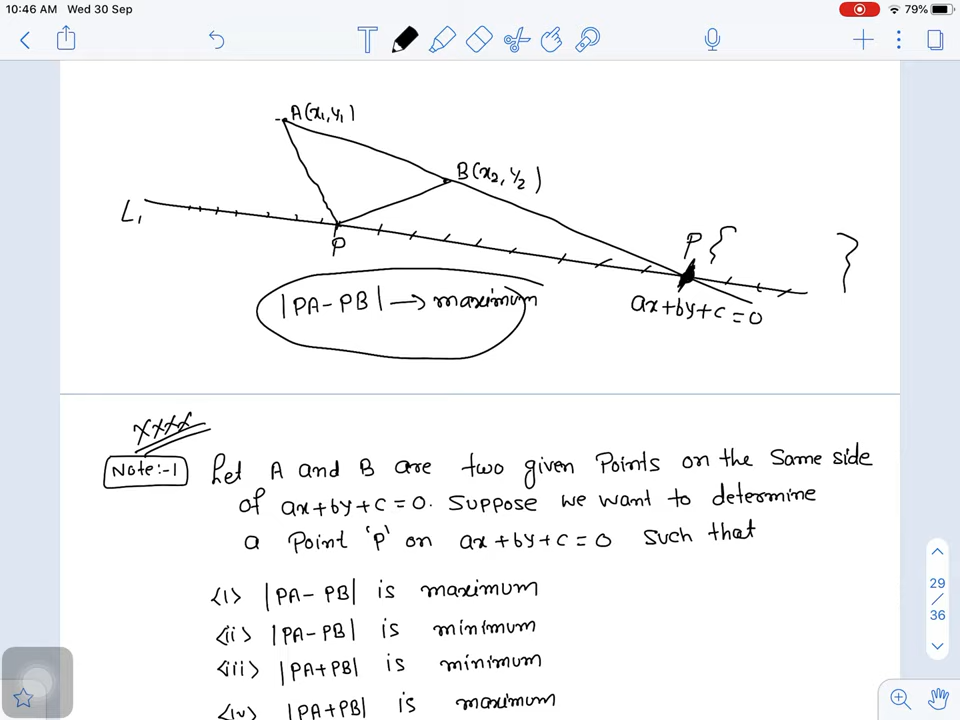 10:46 AM Wed 30 Sep
79%
A(x₁,y₁)
B(x₂,y₂)
L₁
P
P {
}
|PA-PB| → maximum
ax+by+c=0
xxxx
Note:-1
Let A and B are two given Points on the Same side
of ax+by+c=0. Suppose we want to determine
a Point 'P' on ax+by+c=0 such that
<i> |PA-PB| is maximum
<ii> |PA-PB| is minimum
<iii> |PA+PB| is minimum
<iv> |PA+PB| is maximum
29
/
36